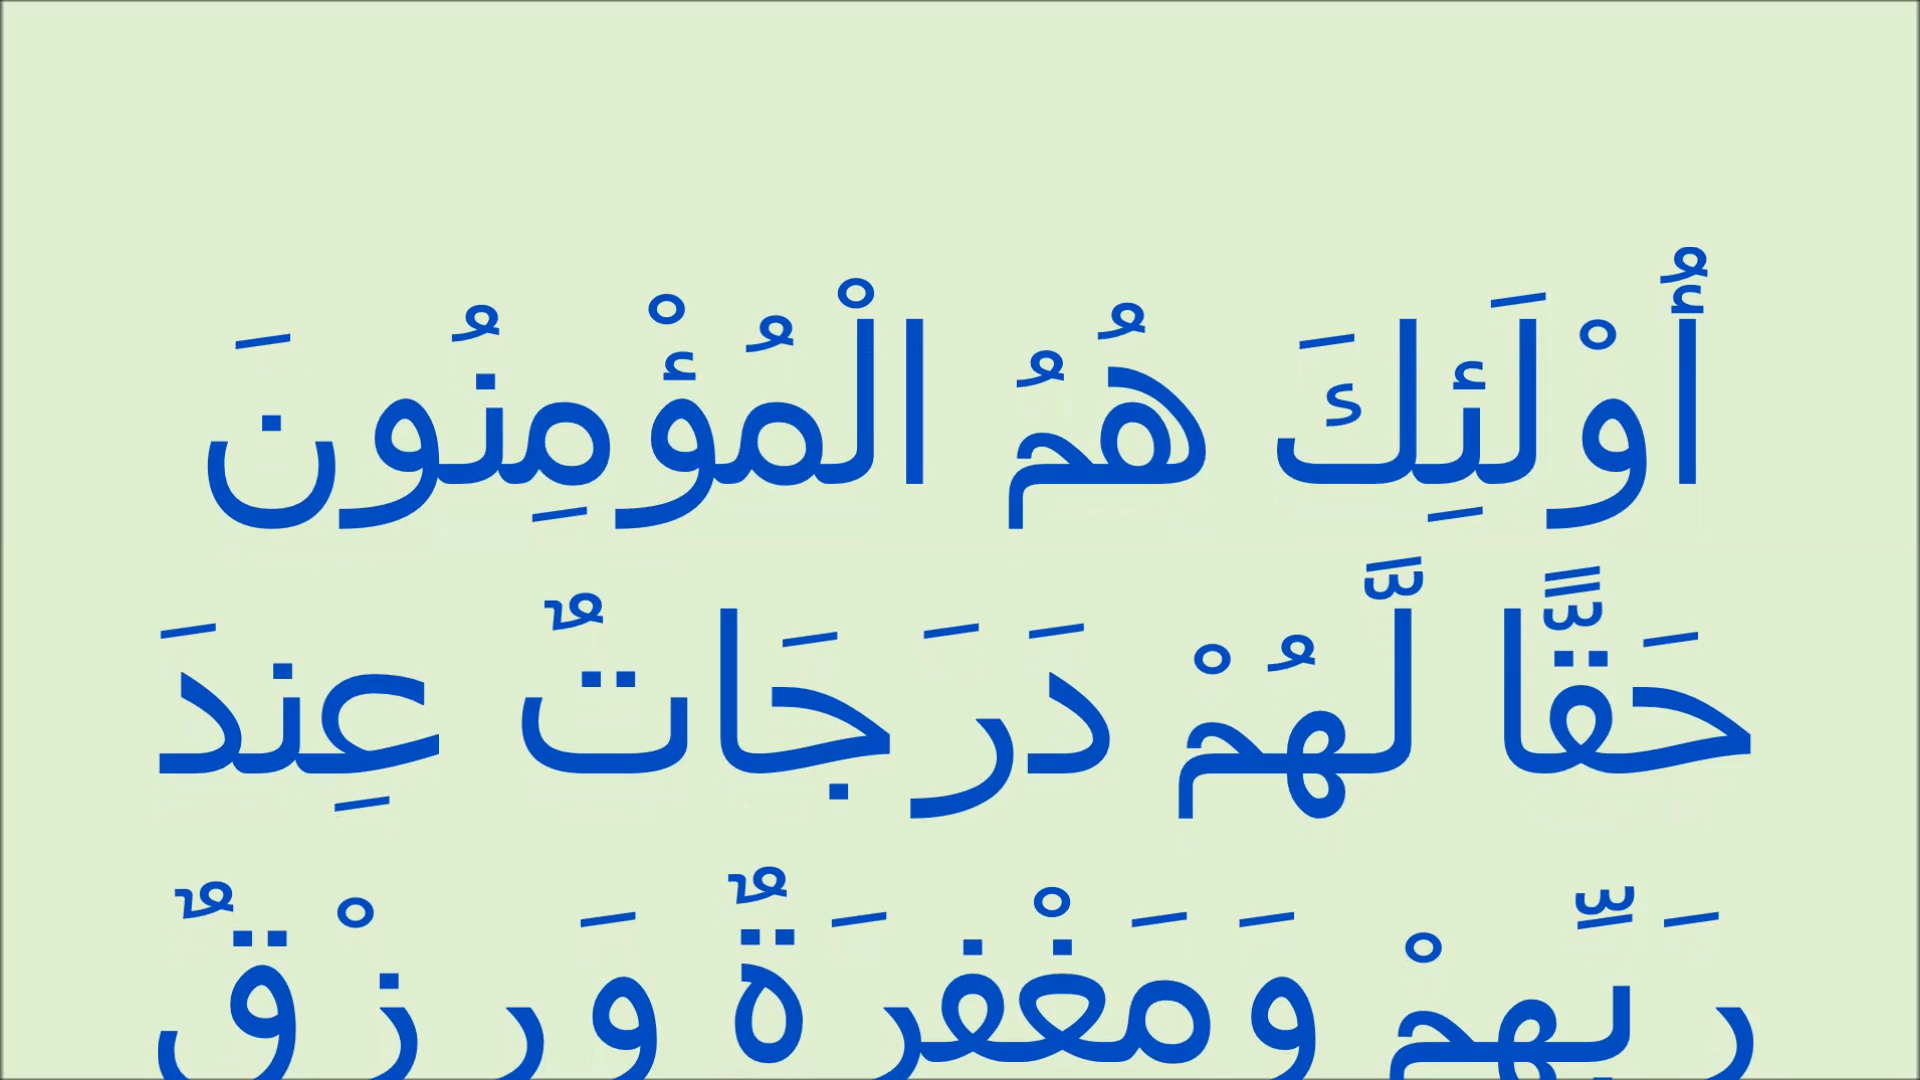 أُوْلَئِكَ هُمُ الْمُؤْمِنُونَ
حَقًّا لَّهُمْ دَرَجَاتٌ عِندَ
رَبِّهِمْ وَمَغْفِرَةٌ وَرِزْقٌ